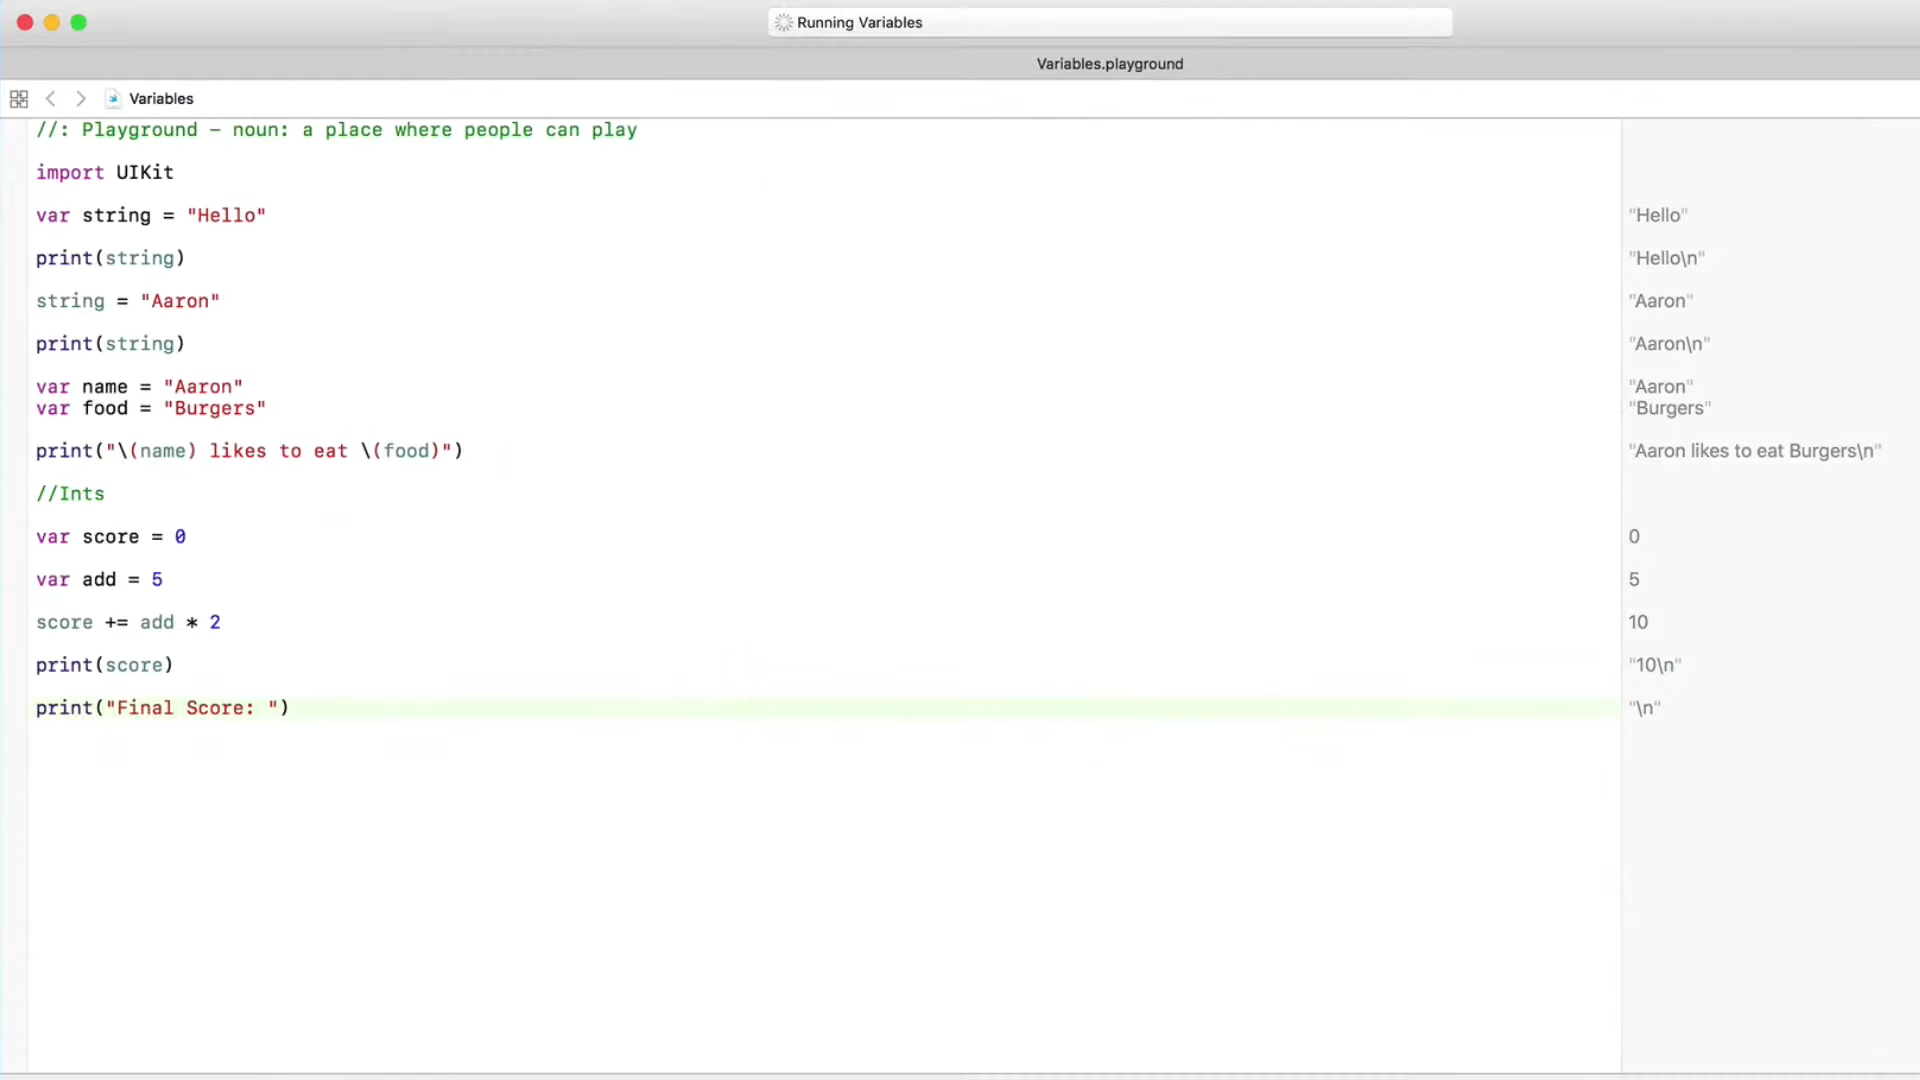 Running Variables
Variables.playground
Variables
//: Playground - noun: a place where people can play
import UIKit
var string = "Hello" "Hello"
print(string) "Hello\n"
string = "Aaron" "Aaron"
print(string) "Aaron\n"
var name = "Aaron" "Aaron"
var food = "Burgers" "Burgers"
print("\(name) likes to eat \(food)") "Aaron likes to eat Burgers\n"
//Ints
var score = 0 0
var add = 5 5
score += add * 2 10
print(score) "10\n"
print("Final Score: ") "\n"